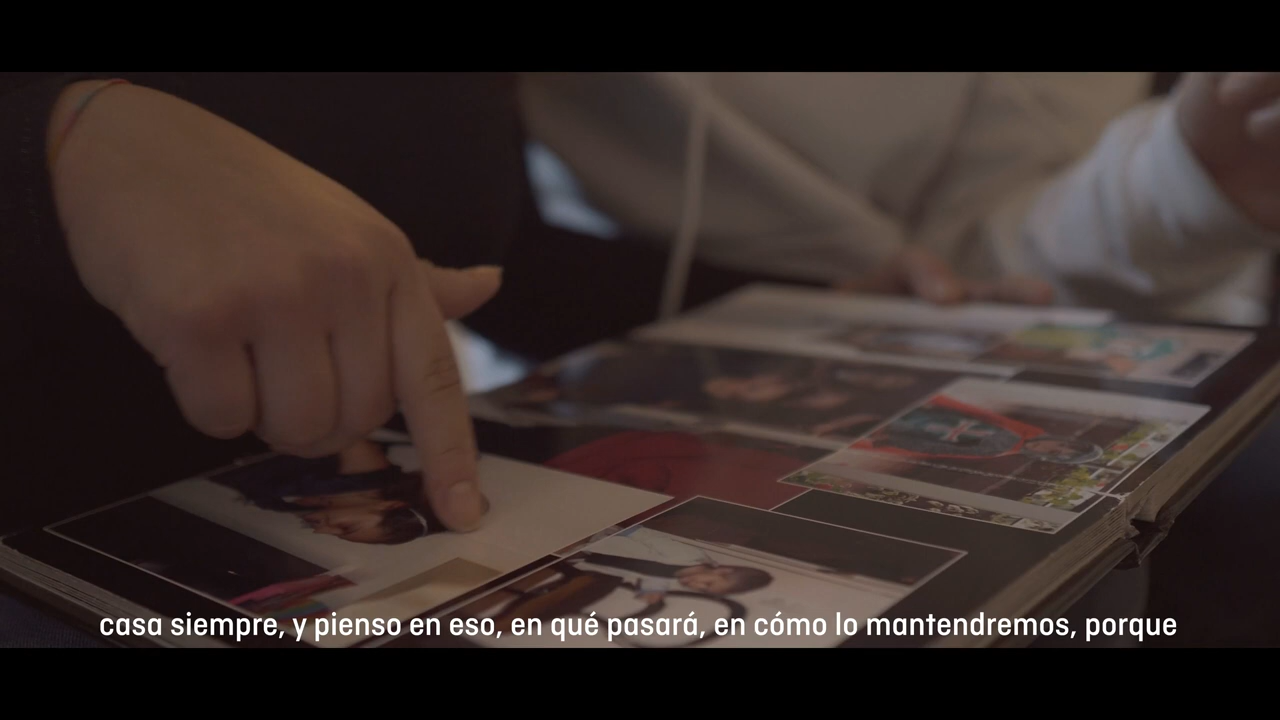 casa siempre, y pienso en eso, en qué pasará, en cómo lo mantendremos, porque